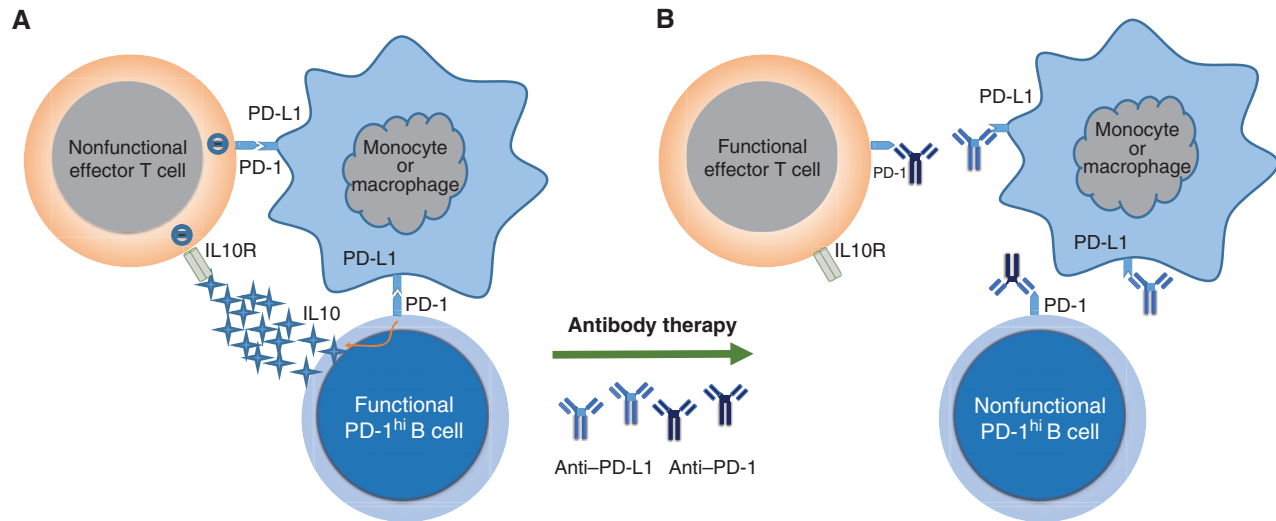 A
Nonfunctional
effector T cell
PD-L1
PD-1
Monocyte
or
macrophage
IL10R
PD-L1
IL10
PD-1
Functional
PD-1hi B cell
Antibody therapy
Anti–PD-L1
Anti–PD-1
B
Functional
effector T cell
PD-1
PD-L1
Monocyte
or
macrophage
IL10R
PD-L1
PD-1
Nonfunctional
PD-1hi B cell